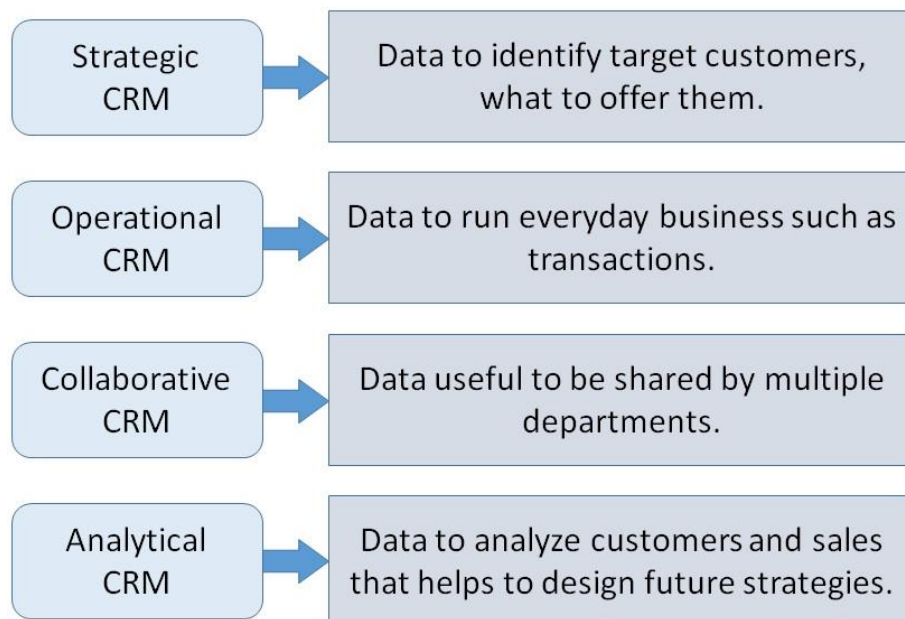 Strategic
CRM
Data to identify target customers,
what to offer them.
Operational
CRM
Data to run everyday business such as
transactions.
Collaborative
CRM
Data useful to be shared by multiple
departments.
Analytical
CRM
Data to analyze customers and sales
that helps to design future strategies.